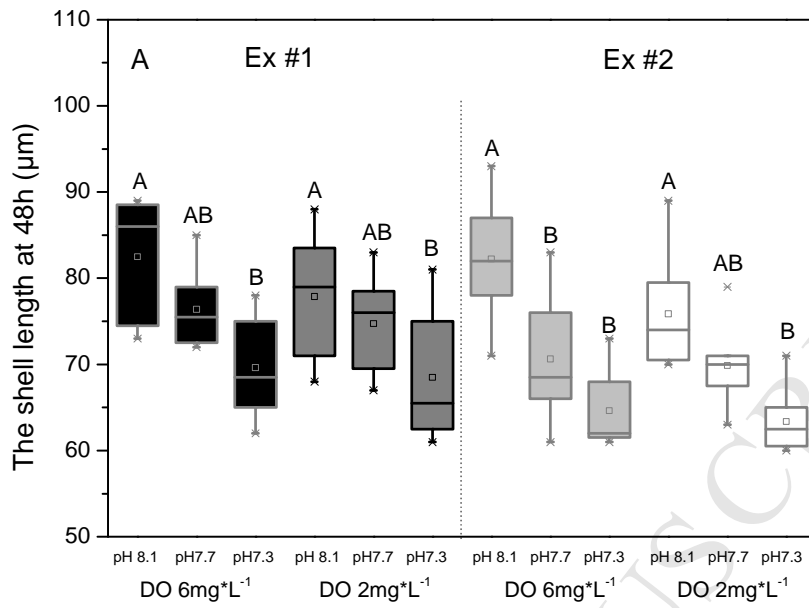 The shell length at 48h (μm)
110
100
90
80
70
60
50
A
Ex #1
Ex #2
A
AB
B
A
AB
B
A
B
B
A
AB
B
pH 8.1 pH7.7 pH7.3 pH 8.1 pH7.7 pH7.3 pH 8.1 pH7.7 pH7.3 pH 8.1 pH7.7 pH7.3
DO 6mg*L⁻¹ DO 2mg*L⁻¹ DO 6mg*L⁻¹ DO 2mg*L⁻¹